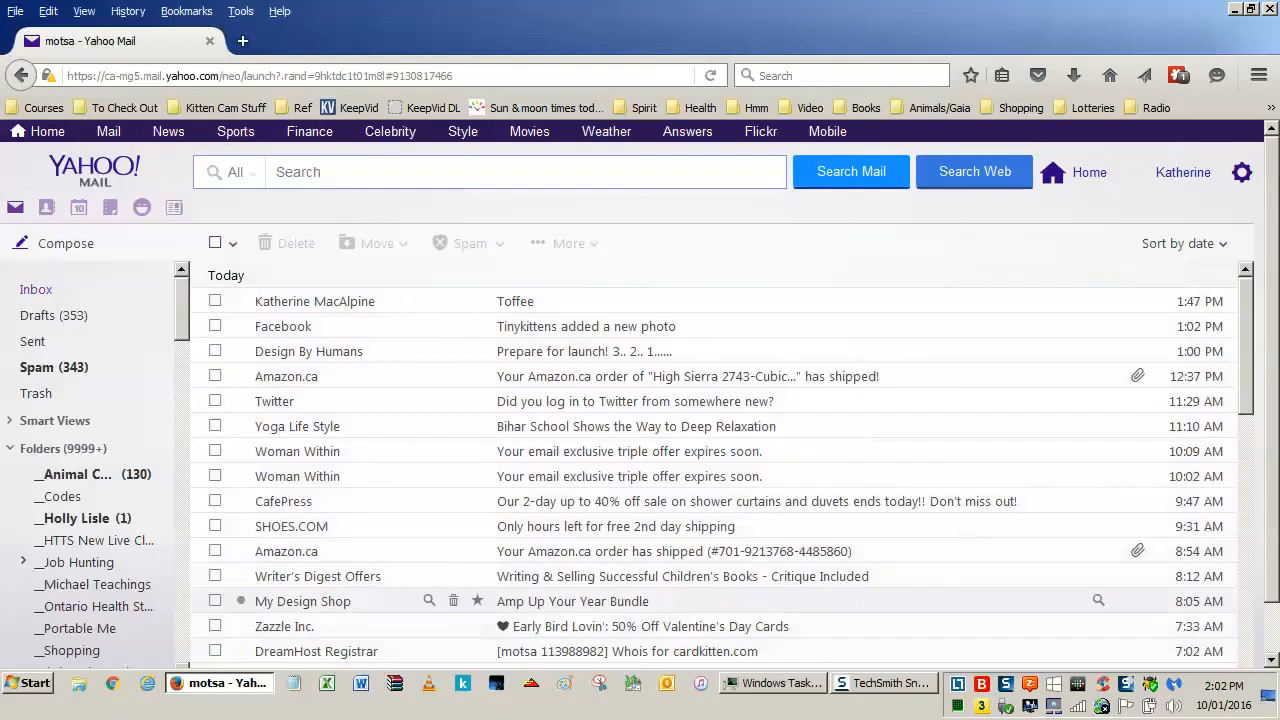 File Edit View History Bookmarks Tools Help
motsa - Yahoo Mail
https://ca-mg5.mail.yahoo.com/neo/launch?.rand=9hktdc1t01m8l#9130817466 Search
Courses To Check Out Kitten Cam Stuff Ref KV KeepVid KeepVid DL Sun & moon times tod... Spirit Health Hmm Video Books Animals/Gaia Shopping Lotteries Radio
Home Mail News Sports Finance Celebrity Style Movies Weather Answers Flickr Mobile
YAHOO! MAIL All Search Search Mail Search Web Home Katherine
10
Compose Delete Move Spam More Sort by date
Today
Inbox
Katherine MacAlpine Toffee 1:47 PM
Drafts (353)
Facebook Tinykittens added a new photo 1:02 PM
Sent
Design By Humans Prepare for launch! 3.. 2.. 1...... 1:00 PM
Spam (343)
Amazon.ca Your Amazon.ca order of "High Sierra 2743-Cubic..." has shipped! 12:37 PM
Trash
Twitter Did you log in to Twitter from somewhere new? 11:29 AM
Smart Views
Yoga Life Style Bihar School Shows the Way to Deep Relaxation 11:10 AM
Folders (9999+)
Woman Within Your email exclusive triple offer expires soon. 10:09 AM
__Animal C... (130)
Woman Within Your email exclusive triple offer expires soon. 10:02 AM
__Codes
CafePress Our 2-day up to 40% off sale on shower curtains and duvets ends today!! Don't miss out! 9:47 AM
__Holly Lisle (1)
SHOES.COM Only hours left for free 2nd day shipping 9:31 AM
__HTTS New Live Cl...
Amazon.ca Your Amazon.ca order has shipped (#701-9213768-4485860) 8:54 AM
__Job Hunting
Writer's Digest Offers Writing & Selling Successful Children's Books - Critique Included 8:12 AM
__Michael Teachings
My Design Shop Amp Up Your Year Bundle 8:05 AM
__Ontario Health St...
Zazzle Inc. ♥ Early Bird Lovin': 50% Off Valentine's Day Cards 7:33 AM
__Portable Me
DreamHost Registrar [motsa 113988982] Whois for cardkitten.com 7:02 AM
__Shopping
Start motsa - Yah... Windows Task... TechSmith Sn... 2:02 PM
10/01/2016